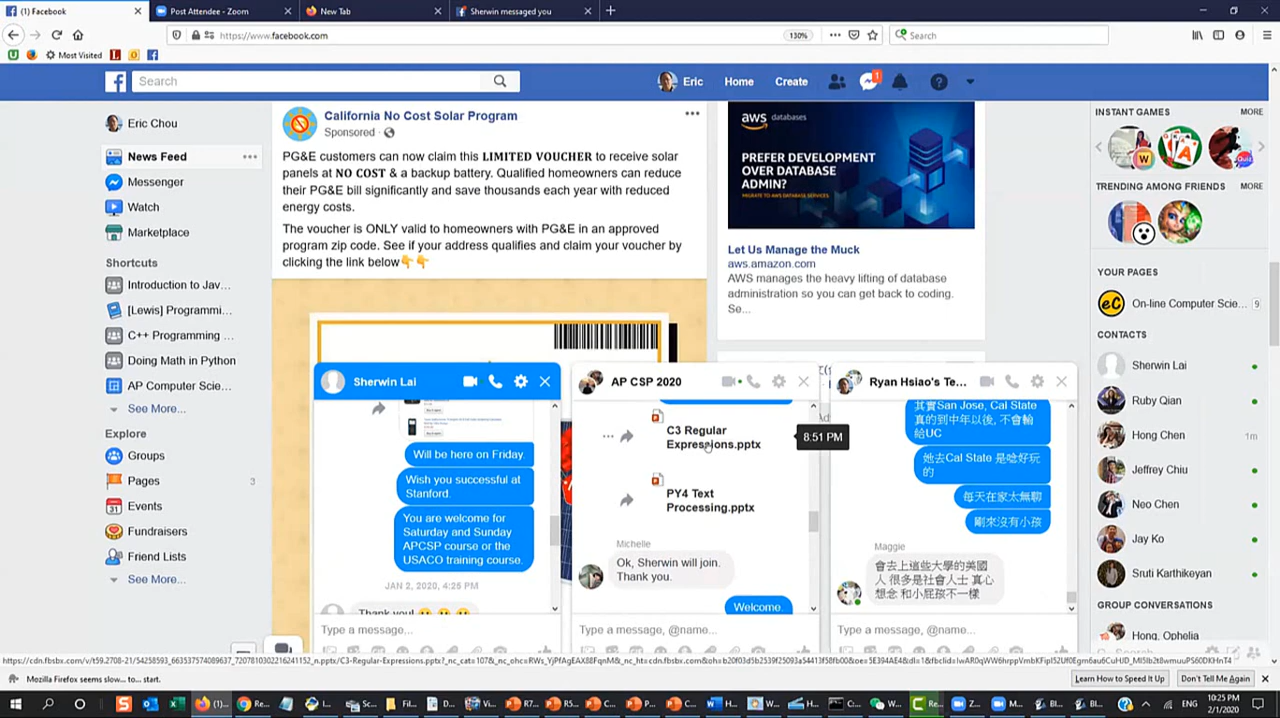 (1) Facebook
Post Attendee - Zoom
New Tab
Sherwin messaged you
https://www.facebook.com
130%
Search
Most Visited
Search
Eric
Home
Create
1
Eric Chou
News Feed
Messenger
Watch
Marketplace
Shortcuts
Introduction to Jav...
[Lewis] Programmi...
C++ Programming ...
Doing Math in Python
AP Computer Scie...
See More...
Explore
Groups
Pages
3
Events
Fundraisers
Friend Lists
See More...
California No Cost Solar Program
Sponsored
PG&E customers can now claim this LIMITED VOUCHER to receive solar
panels at NO COST & a backup battery. Qualified homeowners can reduce
their PG&E bill significantly and save thousands each year with reduced
energy costs.
The voucher is ONLY valid to homeowners with PG&E in an approved
program zip code. See if your address qualifies and claim your voucher by
clicking the link below👇👇
aws
databases
PREFER DEVELOPMENT
OVER DATABASE
ADMIN?
MIGRATE TO AWS DATABASE SERVICES
Let Us Manage the Muck
aws.amazon.com
AWS manages the heavy lifting of database
administration so you can get back to coding.
Se...
INSTANT GAMES
MORE
TRENDING AMONG FRIENDS
MORE
YOUR PAGES
On-line Computer Scie...
9
CONTACTS
Sherwin Lai
Ruby Qian
Hong Chen
1m
Jeffrey Chiu
Neo Chen
Jay Ko
Sruti Karthikeyan
GROUP CONVERSATIONS
Hong, Ophelia
Sherwin Lai
Will be here on Friday.
Wish you successful at
Stanford.
You are welcome for
Saturday and Sunday
APCSP course or the
USACO training course.
JAN 2, 2020, 4:26 PM
Thank you!
Type a message...
AP CSP 2020
C3 Regular
Expressions.pptx
8:51 PM
PY4 Text
Processing.pptx
Michelle
Ok, Sherwin will join.
Thank you.
Welcome.
Type a message, @name...
Ryan Hsiao's Te...
其實San Jose, Cal State
真的到中年以後, 不會輸
給UC
她去Cal State 是唸好玩
的
每天在家太無聊
剛來沒有小孩
Maggie
會去上這些大學的美國
人 很多是社會人士 真心
想念 和小屁孩不一樣
Type a message, @name...
Mozilla Firefox seems slow... to... start.
Learn How to Speed It Up
Don't Tell Me Again
10:25 PM
2/1/2020